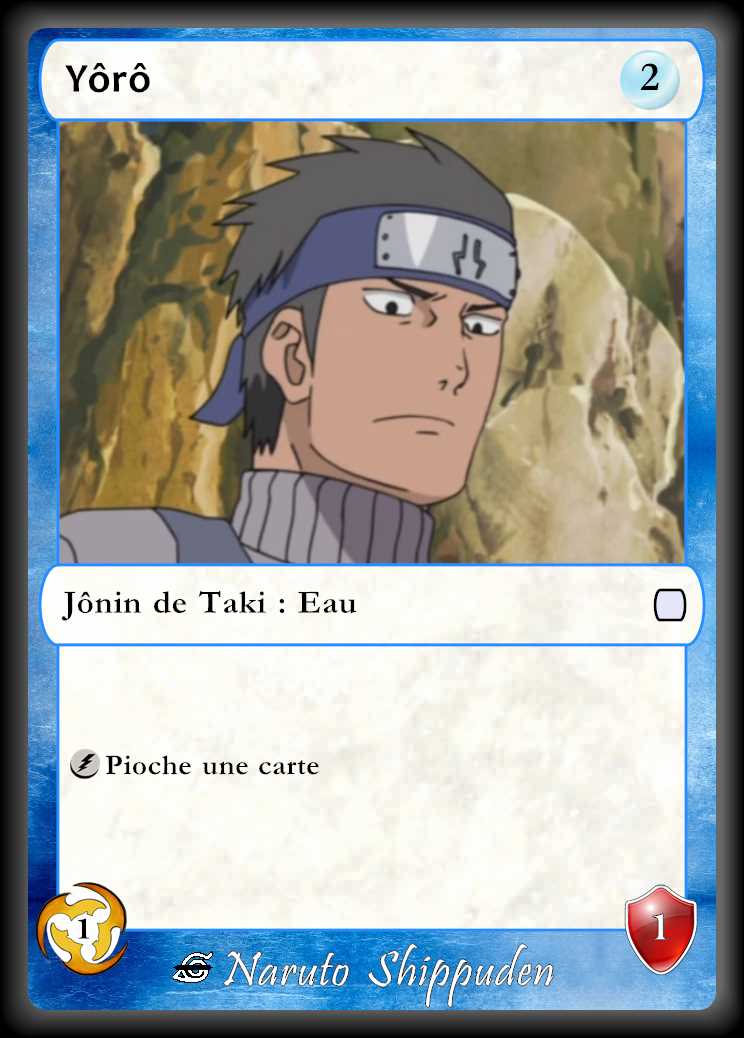 Yôrô
2
Jônin de Taki : Eau
Pioche une carte
1
1
Naruto Shippuden